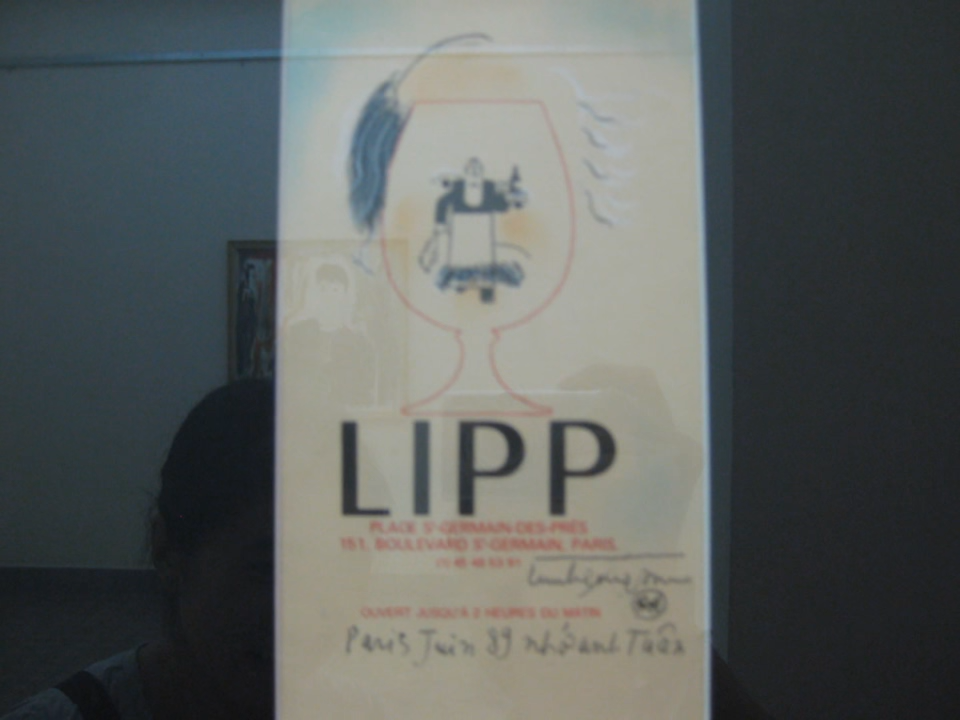 LIPP
PLACE ST-GERMAIN-DES-PRÉS
151, BOULEVARD ST-GERMAIN, PARIS.
OUVERT JUSQU'À 2 HEURES DU MATIN
Paris Juin 89 nhớ anh Tuấn